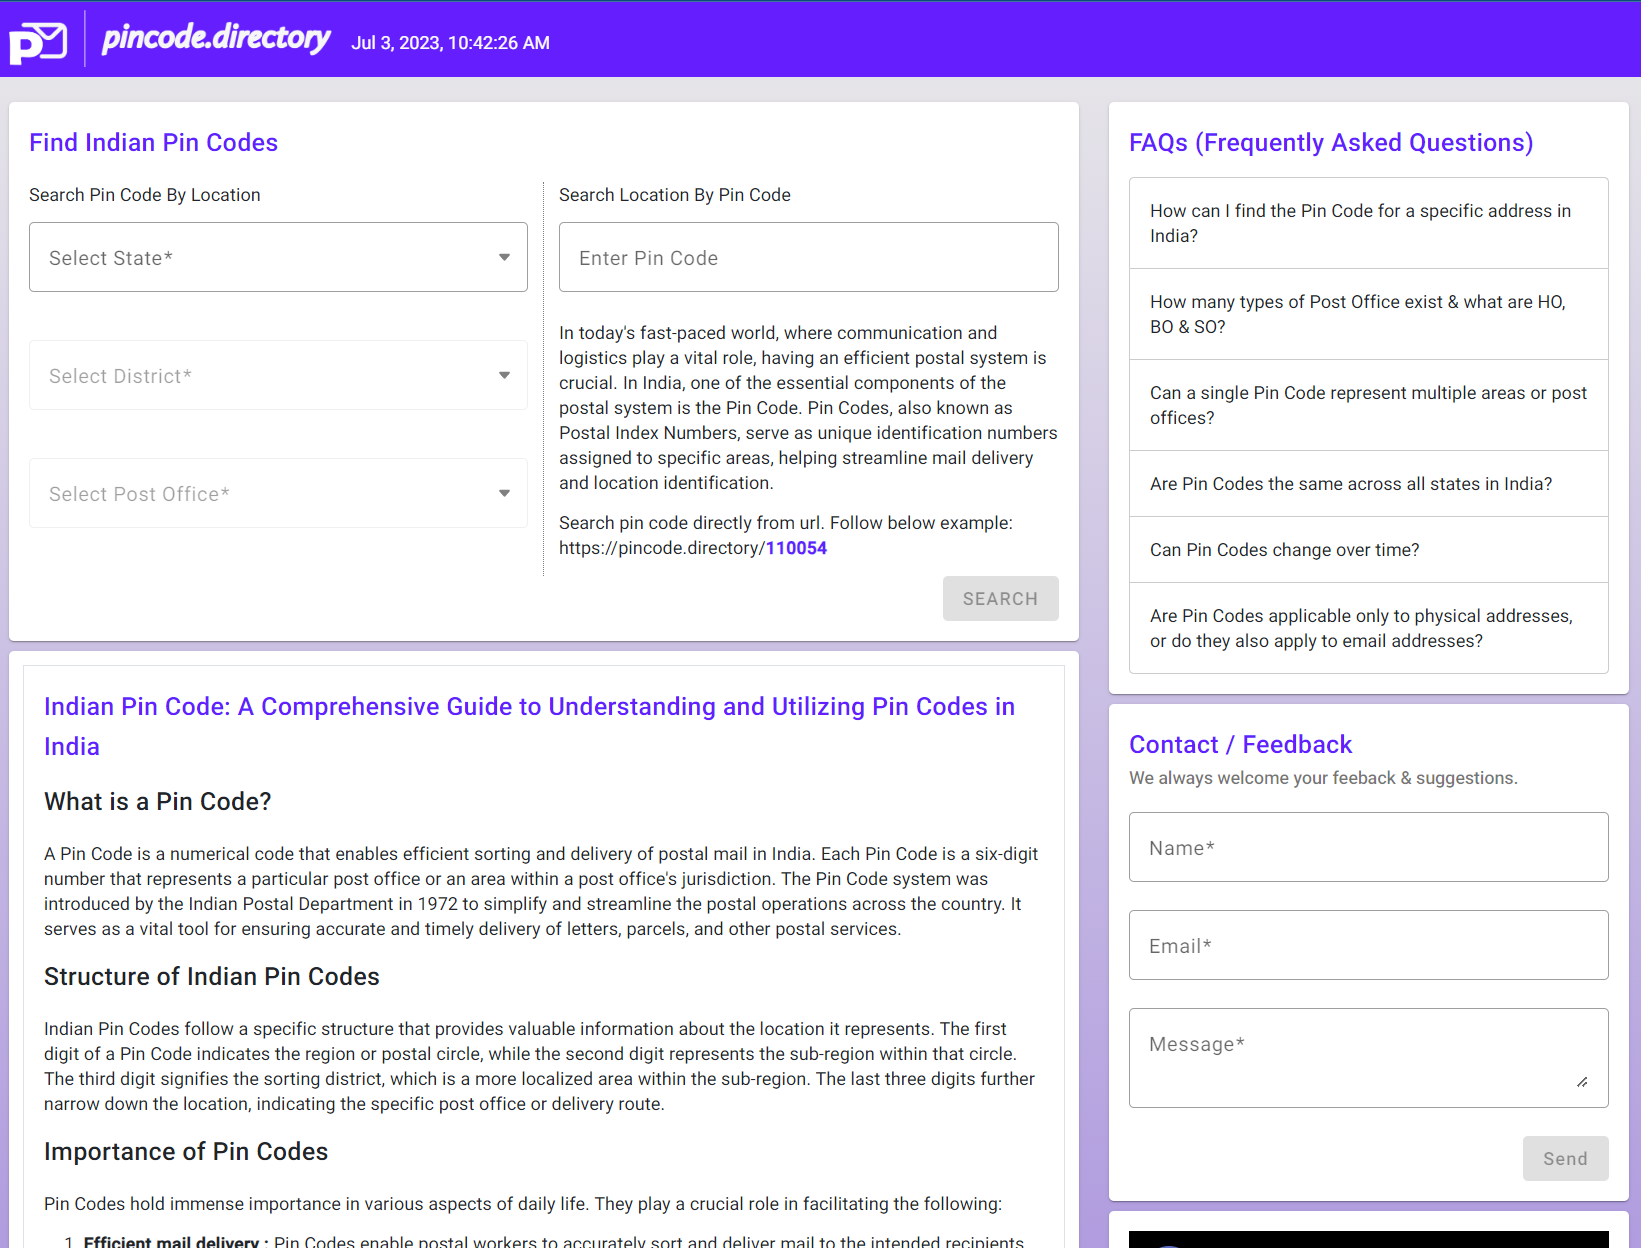 pincode.directory Jul 3, 2023, 10:42:26 AM
Find Indian Pin Codes
Search Pin Code By Location
Select State*
Select District*
Select Post Office*
Search Location By Pin Code
Enter Pin Code
In today's fast-paced world, where communication and
logistics play a vital role, having an efficient postal system is
crucial. In India, one of the essential components of the
postal system is the Pin Code. Pin Codes, also known as
Postal Index Numbers, serve as unique identification numbers
assigned to specific areas, helping streamline mail delivery
and location identification.
Search pin code directly from url. Follow below example:
https://pincode.directory/110054
SEARCH
Indian Pin Code: A Comprehensive Guide to Understanding and Utilizing Pin Codes in
India
What is a Pin Code?
A Pin Code is a numerical code that enables efficient sorting and delivery of postal mail in India. Each Pin Code is a six-digit
number that represents a particular post office or an area within a post office's jurisdiction. The Pin Code system was
introduced by the Indian Postal Department in 1972 to simplify and streamline the postal operations across the country. It
serves as a vital tool for ensuring accurate and timely delivery of letters, parcels, and other postal services.
Structure of Indian Pin Codes
Indian Pin Codes follow a specific structure that provides valuable information about the location it represents. The first
digit of a Pin Code indicates the region or postal circle, while the second digit represents the sub-region within that circle.
The third digit signifies the sorting district, which is a more localized area within the sub-region. The last three digits further
narrow down the location, indicating the specific post office or delivery route.
Importance of Pin Codes
Pin Codes hold immense importance in various aspects of daily life. They play a crucial role in facilitating the following:
1. Efficient mail delivery : Pin Codes enable postal workers to accurately sort and deliver mail to the intended recipients
FAQs (Frequently Asked Questions)
How can I find the Pin Code for a specific address in
India?
How many types of Post Office exist & what are HO,
BO & SO?
Can a single Pin Code represent multiple areas or post
offices?
Are Pin Codes the same across all states in India?
Can Pin Codes change over time?
Are Pin Codes applicable only to physical addresses,
or do they also apply to email addresses?
Contact / Feedback
We always welcome your feeback & suggestions.
Name*
Email*
Message*
Send